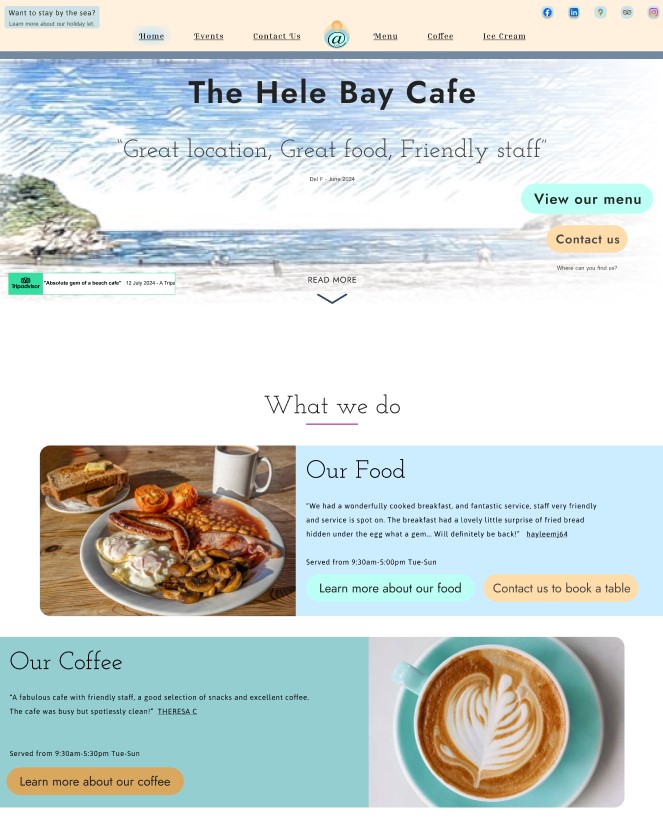 Want to stay by the sea?
Learn more about our holiday let.
Home Events Contact Us @ Menu Coffee Ice Cream
The Hele Bay Cafe
"Great location, Great food, Friendly staff"
Del F - June 2024
View our menu
Contact us
Where can you find us?
Tripadvisor "Absolute gem of a beach cafe" 12 July 2024 - A Tripa
READ MORE
What we do
Our Food
"We had a wonderfully cooked breakfast, and fantastic service, staff very friendly
and service is spot on. The breakfast had a lovely little surprise of fried bread
hidden under the egg what a gem... Will definitely be back!" hayleemj64
Served from 9:30am-5:00pm Tue-Sun
Learn more about our food Contact us to book a table
Our Coffee
"A fabulous cafe with friendly staff, a good selection of snacks and excellent coffee.
The cafe was busy but spotlessly clean!" THERESA C
Served from 9:30am-5:30pm Tue-Sun
Learn more about our coffee